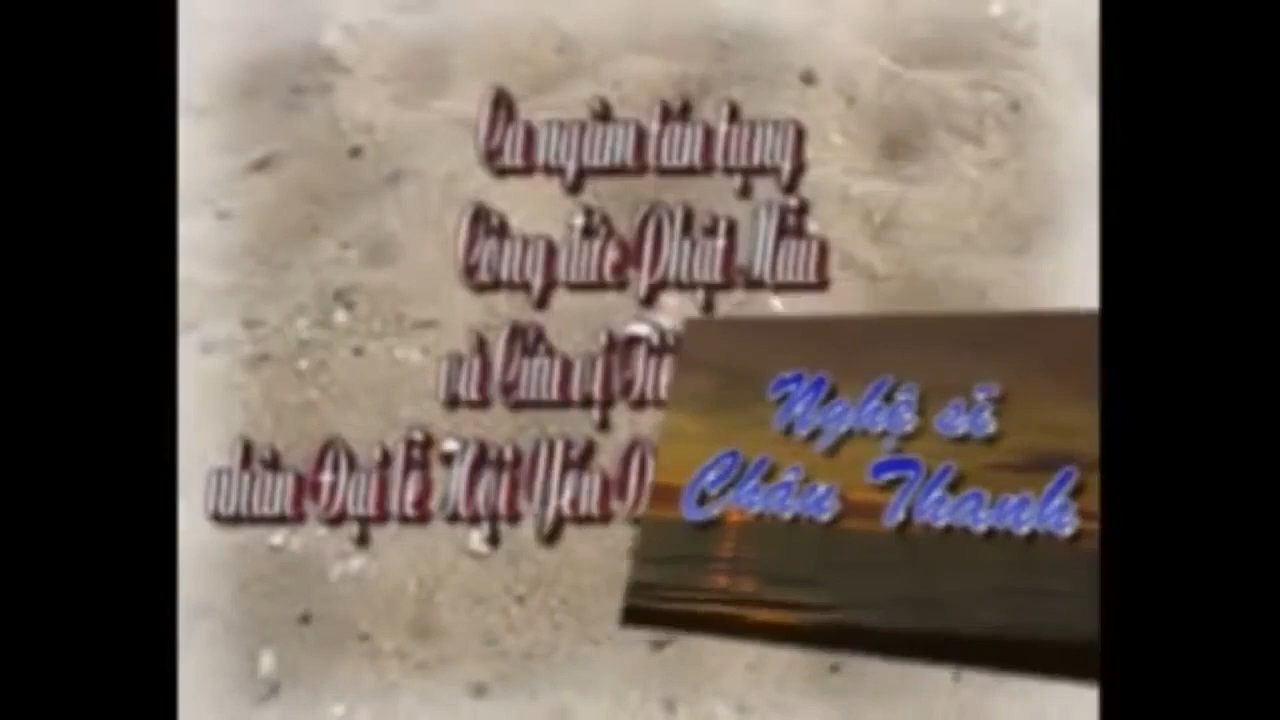 Ca ngâm tán tụng
Công đức Phật Mẫu
và Cửu vị
nhân Đại lễ Hội Yến
Nghệ sĩ
Châu Thanh